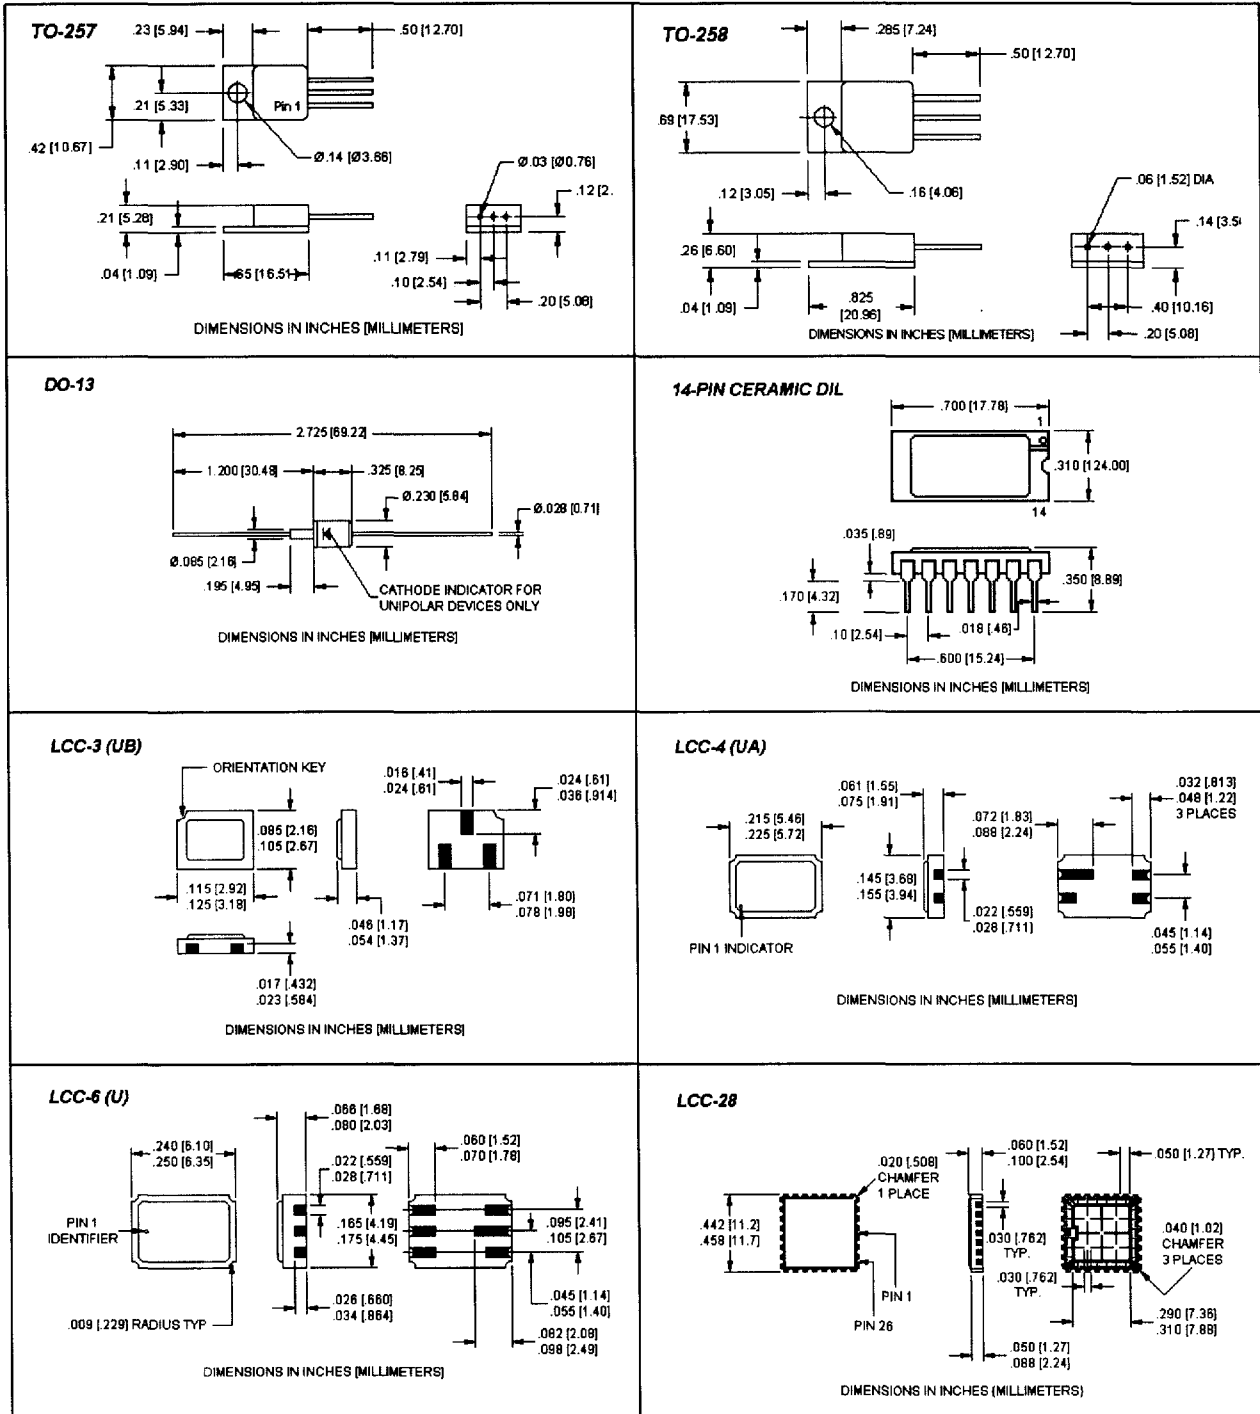 TO-257
.23 [5.94]
.50 [12.70]
.21 [5.33]
Pin 1
.42 [10.67]
.11 [2.90]
Ø.14 [Ø3.66]
Ø.03 [Ø0.76]
.12 [2.
.21 [5.28]
.04 [1.09]
.65 [16.51]
.11 [2.79]
.10 [2.54]
.20 [5.08]
DIMENSIONS IN INCHES [MILLIMETERS]
TO-258
.285 [7.24]
.50 [12.70]
.69 [17.53]
.12 [3.05]
.16 [4.06]
.06 [1.52] DIA
.14 [3.5
.26 [6.60]
.04 [1.09]
.825
[20.96]
.40 [10.16]
.20 [5.08]
DIMENSIONS IN INCHES [MILLIMETERS]
DO-13
2.725 [69.22]
1.200 [30.48]
.325 [8.25]
Ø.230 [5.84]
Ø.028 [0.71]
Ø.085 [2.16]
.195 [4.95]
CATHODE INDICATOR FOR
UNIPOLAR DEVICES ONLY
DIMENSIONS IN INCHES [MILLIMETERS]
14-PIN CERAMIC DIL
.700 [17.78]
1
.310 [124.00]
14
.035 [.89]
.350 [8.89]
.170 [4.32]
.018 [.46]
.10 [2.54]
.600 [15.24]
DIMENSIONS IN INCHES [MILLIMETERS]
LCC-3 (UB)
ORIENTATION KEY
.016 [.41]
.024 [.61]
.024 [.61]
.036 [.914]
.085 [2.16]
.105 [2.67]
.115 [2.92]
.125 [3.18]
.071 [1.80]
.078 [1.98]
.046 [1.17]
.054 [1.37]
.017 [.432]
.023 [.584]
DIMENSIONS IN INCHES [MILLIMETERS]
LCC-4 (UA)
.061 [1.55]
.075 [1.91]
.032 [.813]
.048 [1.22]
3 PLACES
.215 [5.46]
.225 [5.72]
.072 [1.83]
.088 [2.24]
.145 [3.68]
.155 [3.94]
.022 [.559]
.028 [.711]
.045 [1.14]
.055 [1.40]
PIN 1 INDICATOR
DIMENSIONS IN INCHES [MILLIMETERS]
LCC-6 (U)
.066 [1.68]
.080 [2.03]
.240 [6.10]
.250 [6.35]
.060 [1.52]
.070 [1.78]
.022 [.559]
.028 [.711]
PIN 1
IDENTIFIER
.165 [4.19]
.175 [4.45]
.095 [2.41]
.105 [2.67]
.026 [.660]
.034 [.864]
.045 [1.14]
.055 [1.40]
.009 [.229] RADIUS TYP
.082 [2.08]
.098 [2.49]
DIMENSIONS IN INCHES [MILLIMETERS]
LCC-28
.060 [1.52]
.100 [2.54]
.050 [1.27] TYP.
.020 [.508]
CHAMFER
1 PLACE
.442 [11.2]
.458 [11.7]
.030 [.762]
TYP.
.040 [1.02]
CHAMFER
3 PLACES
.030 [.762]
TYP.
PIN 1
PIN 26
.290 [7.36]
.310 [7.88]
.050 [1.27]
.088 [2.24]
DIMENSIONS IN INCHES (MILLIMETERS)